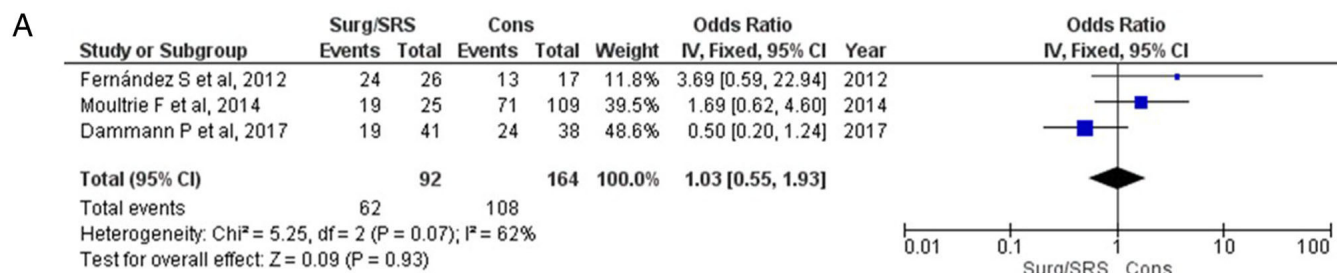 A
Surg/SRS Cons Odds Ratio Odds Ratio
Study or Subgroup Events Total Events Total Weight IV, Fixed, 95% CI Year IV, Fixed, 95% CI
Fernández S et al, 2012 24 26 13 17 11.8% 3.69 [0.59, 22.94] 2012
Moultrie F et al, 2014 19 25 71 109 39.5% 1.69 [0.62, 4.60] 2014
Dammann P et al, 2017 19 41 24 38 48.6% 0.50 [0.20, 1.24] 2017
Total (95% CI) 92 164 100.0% 1.03 [0.55, 1.93]
Total events 62 108
Heterogeneity: Chi² = 5.25, df = 2 (P = 0.07); I² = 62%
Test for overall effect: Z = 0.09 (P = 0.93)
0.01 0.1 1 10 100
Surg/SRS Cons